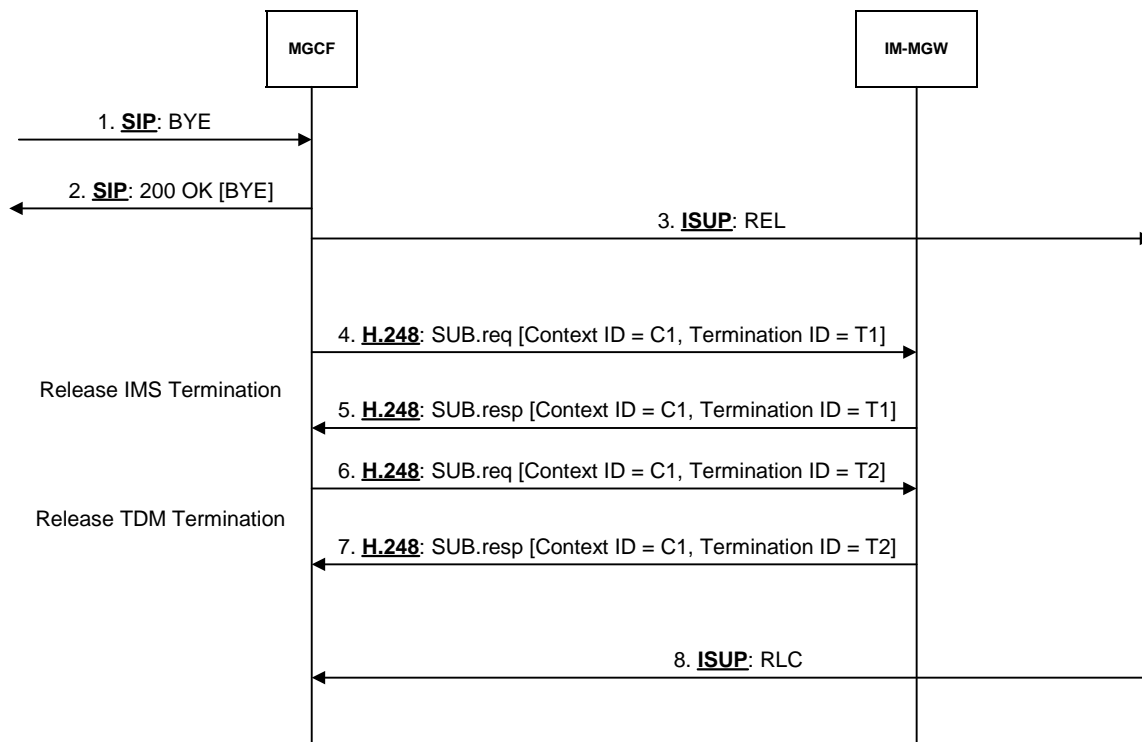 MGCF
IM-MGW
1. SIP: BYE
2. SIP: 200 OK [BYE]
3. ISUP: REL
4. H.248: SUB.req [Context ID = C1, Termination ID = T1]
Release IMS Termination
5. H.248: SUB.resp [Context ID = C1, Termination ID = T1]
6. H.248: SUB.req [Context ID = C1, Termination ID = T2]
Release TDM Termination
7. H.248: SUB.resp [Context ID = C1, Termination ID = T2]
8. ISUP: RLC